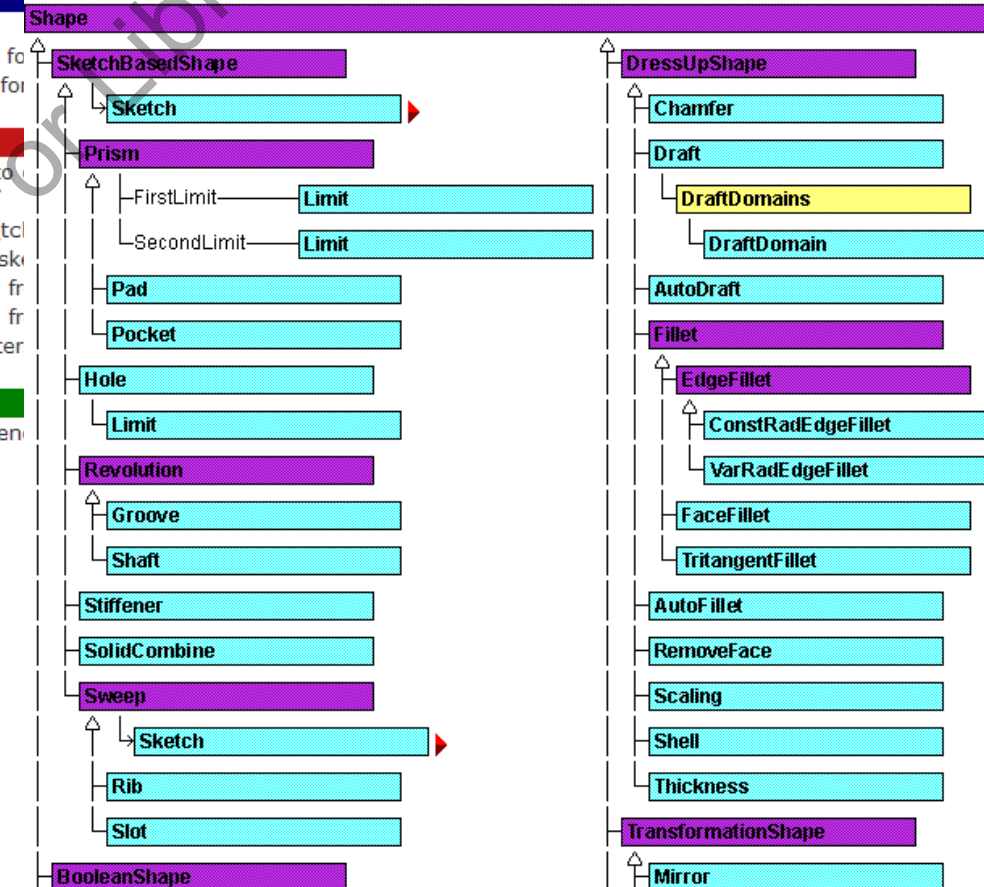 Shape
SketchBasedShape
Sketch
Prism
FirstLimit
Limit
SecondLimit
Limit
Pad
Pocket
Hole
Limit
Revolution
Groove
Shaft
Stiffener
SolidCombine
Sweep
Sketch
Rib
Slot
BooleanShape
DressUpShape
Chamfer
Draft
DraftDomains
DraftDomain
AutoDraft
Fillet
EdgeFillet
ConstRadEdgeFillet
VarRadEdgeFillet
FaceFillet
TritangentFillet
AutoFillet
RemoveFace
Scaling
Shell
Thickness
TransformationShape
Mirror